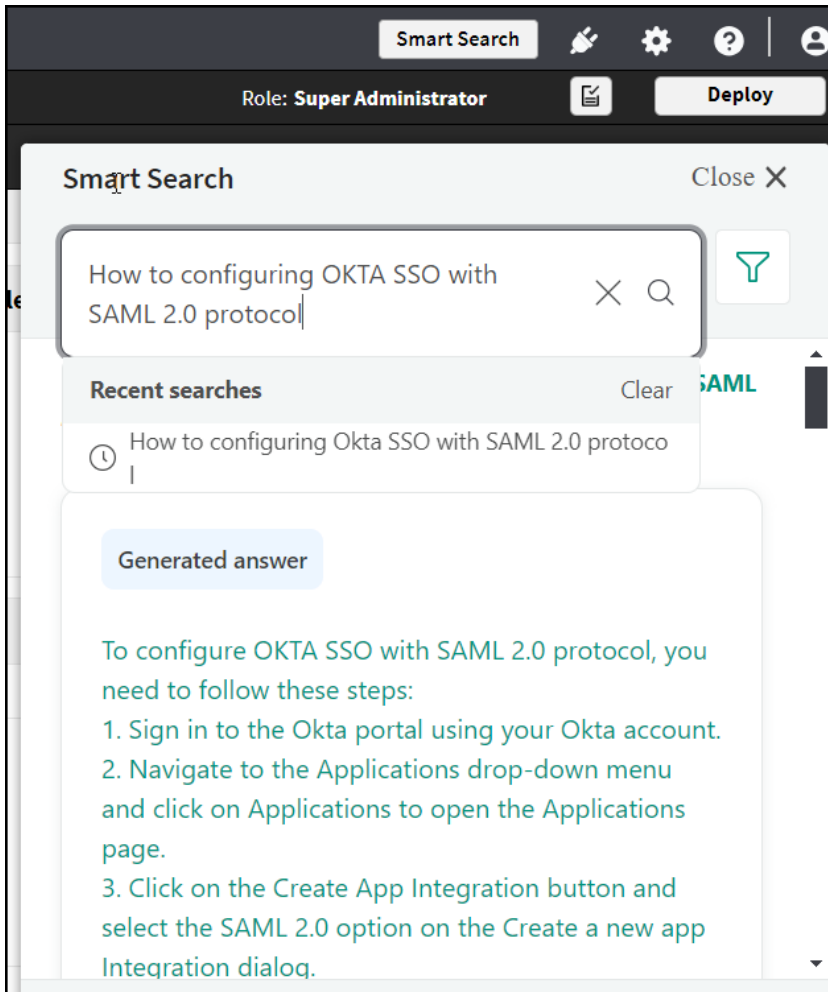 Smart Search
Role: Super Administrator
Deploy
Smart Search
Close
How to configuring OKTA SSO with
SAML 2.0 protocol
Recent searches
Clear
SAML
How to configuring Okta SSO with SAML 2.0 protoco
l
Generated answer
To configure OKTA SSO with SAML 2.0 protocol, you
need to follow these steps:
1. Sign in to the Okta portal using your Okta account.
2. Navigate to the Applications drop-down menu
and click on Applications to open the Applications
page.
3. Click on the Create App Integration button and
select the SAML 2.0 option on the Create a new app
Integration dialog.